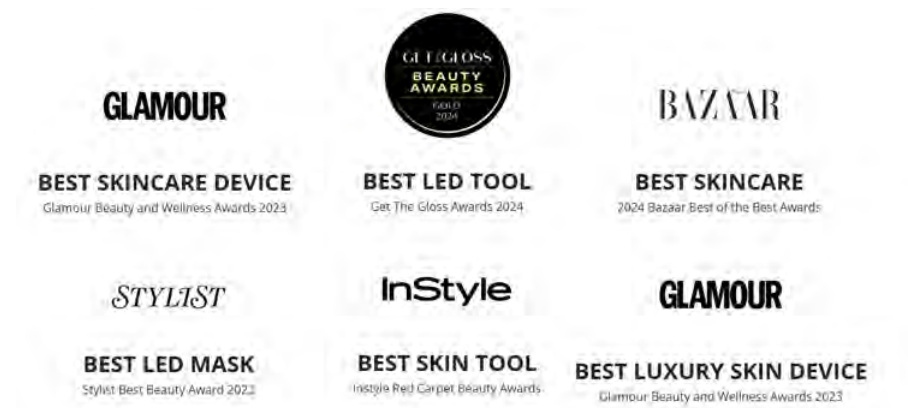 GLAMOUR
BEST SKINCARE DEVICE
Glamour Beauty and Wellness Awards 2023
GET THE GLOSS
BEAUTY
AWARDS
GOLD
2024
BEST LED TOOL
Get The Gloss Awards 2024
BAZAAR
BEST SKINCARE
2024 Bazaar Best of the Best Awards
STYLIST
BEST LED MASK
Stylist Best Beauty Award
InStyle
BEST SKIN TOOL
Instyle Red Carpet Beauty Awards
GLAMOUR
BEST LUXURY SKIN DEVICE
Glamour Beauty and Wellness Awards 2023